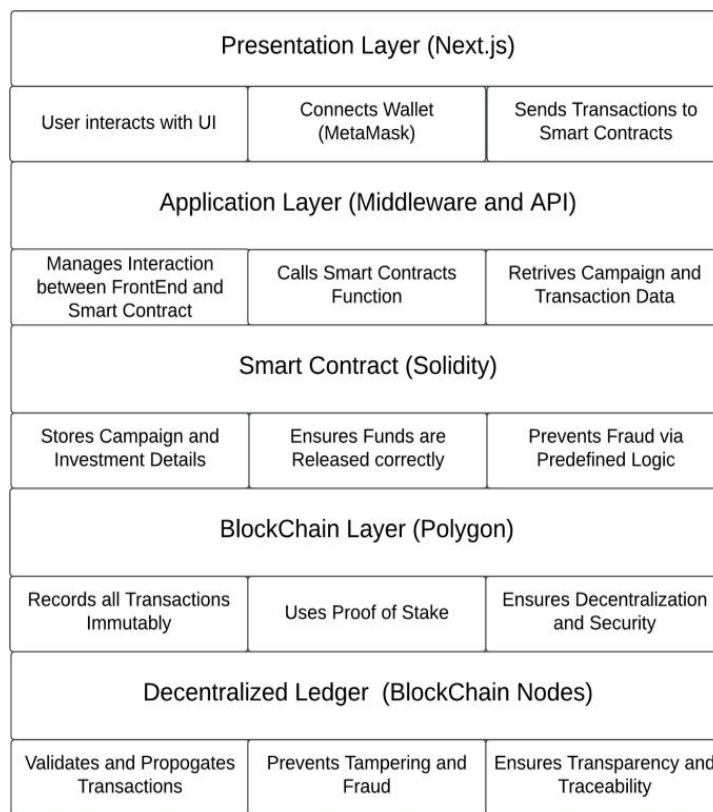 Presentation Layer (Next.js)
User interacts with UI
Connects Wallet
(MetaMask)
Sends Transactions to
Smart Contracts
Application Layer (Middleware and API)
Manages Interaction
between FrontEnd and
Smart Contract
Calls Smart Contracts
Function
Retrives Campaign and
Transaction Data
Smart Contract (Solidity)
Stores Campaign and
Investment Details
Ensures Funds are
Released correctly
Prevents Fraud via
Predefined Logic
BlockChain Layer (Polygon)
Records all Transactions
Immutably
Uses Proof of Stake
Ensures Decentralization
and Security
Decentralized Ledger (BlockChain Nodes)
Validates and Propogates
Transactions
Prevents Tampering and
Fraud
Ensures Transparency and
Traceability